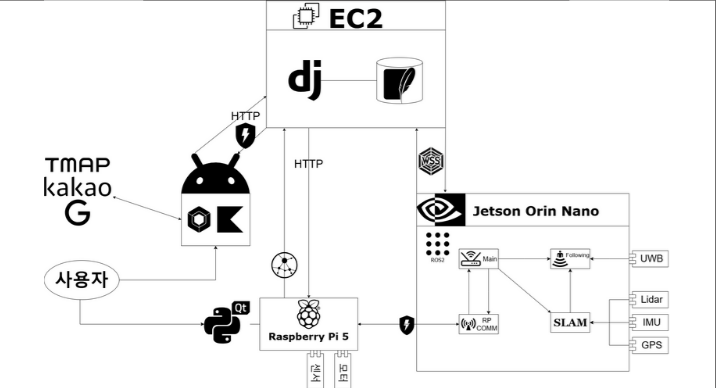 EC2
dj
HTTP
HTTP
WSS
TMAP
kakao
G
Jetson Orin Nano
ROS2
Main
Following
UWB
사용자
Qt
Raspberry Pi 5
RP
COMM
SLAM
Lidar
IMU
GPS
센서
모터